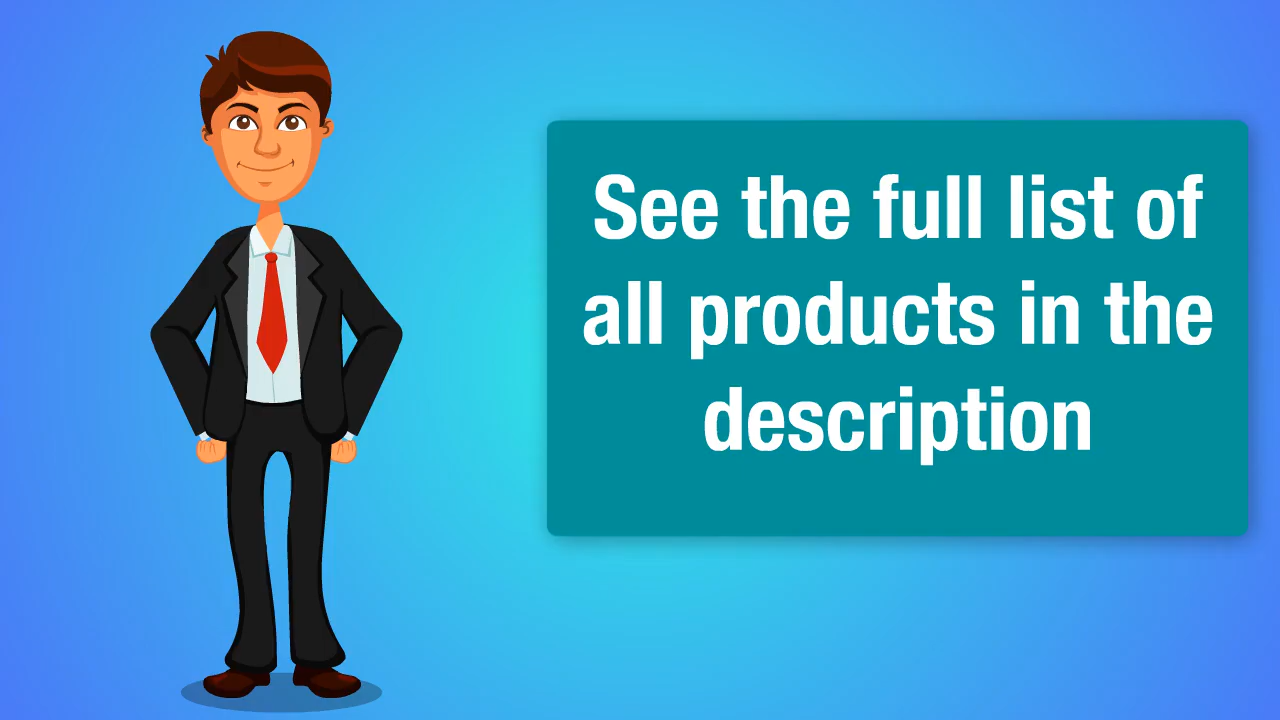 See the full list of
all products in the
description